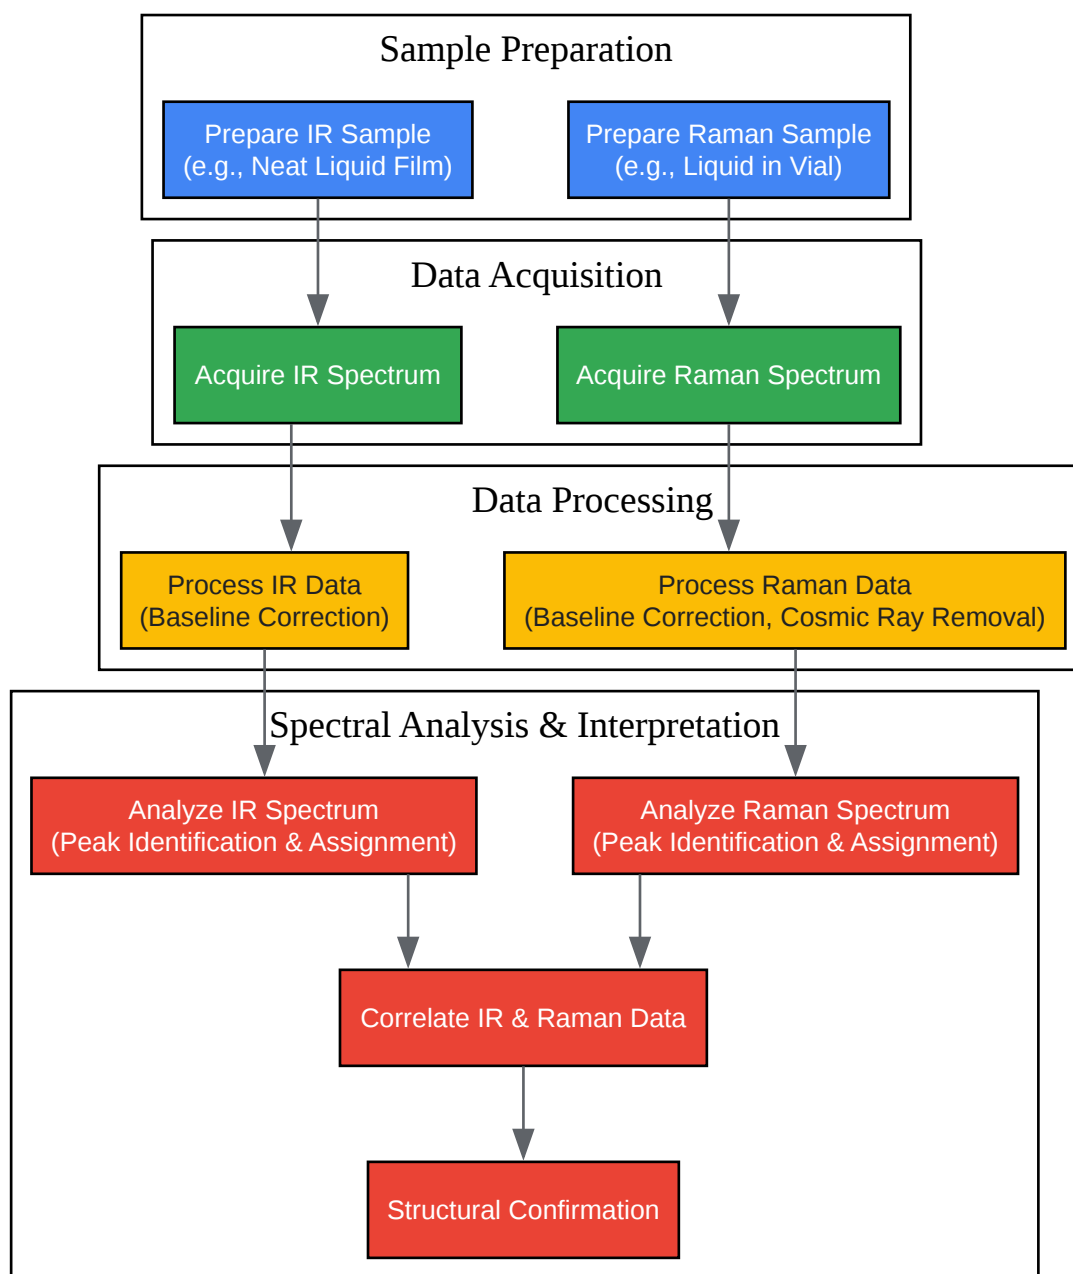 Sample Preparation
Prepare IR Sample
(e.g., Neat Liquid Film)
Prepare Raman Sample
(e.g., Liquid in Vial)
Data Acquisition
Acquire IR Spectrum
Acquire Raman Spectrum
Data Processing
Process IR Data
(Baseline Correction)
Process Raman Data
(Baseline Correction, Cosmic Ray Removal)
Spectral Analysis & Interpretation
Analyze IR Spectrum
(Peak Identification & Assignment)
Analyze Raman Spectrum
(Peak Identification & Assignment)
Correlate IR & Raman Data
Structural Confirmation